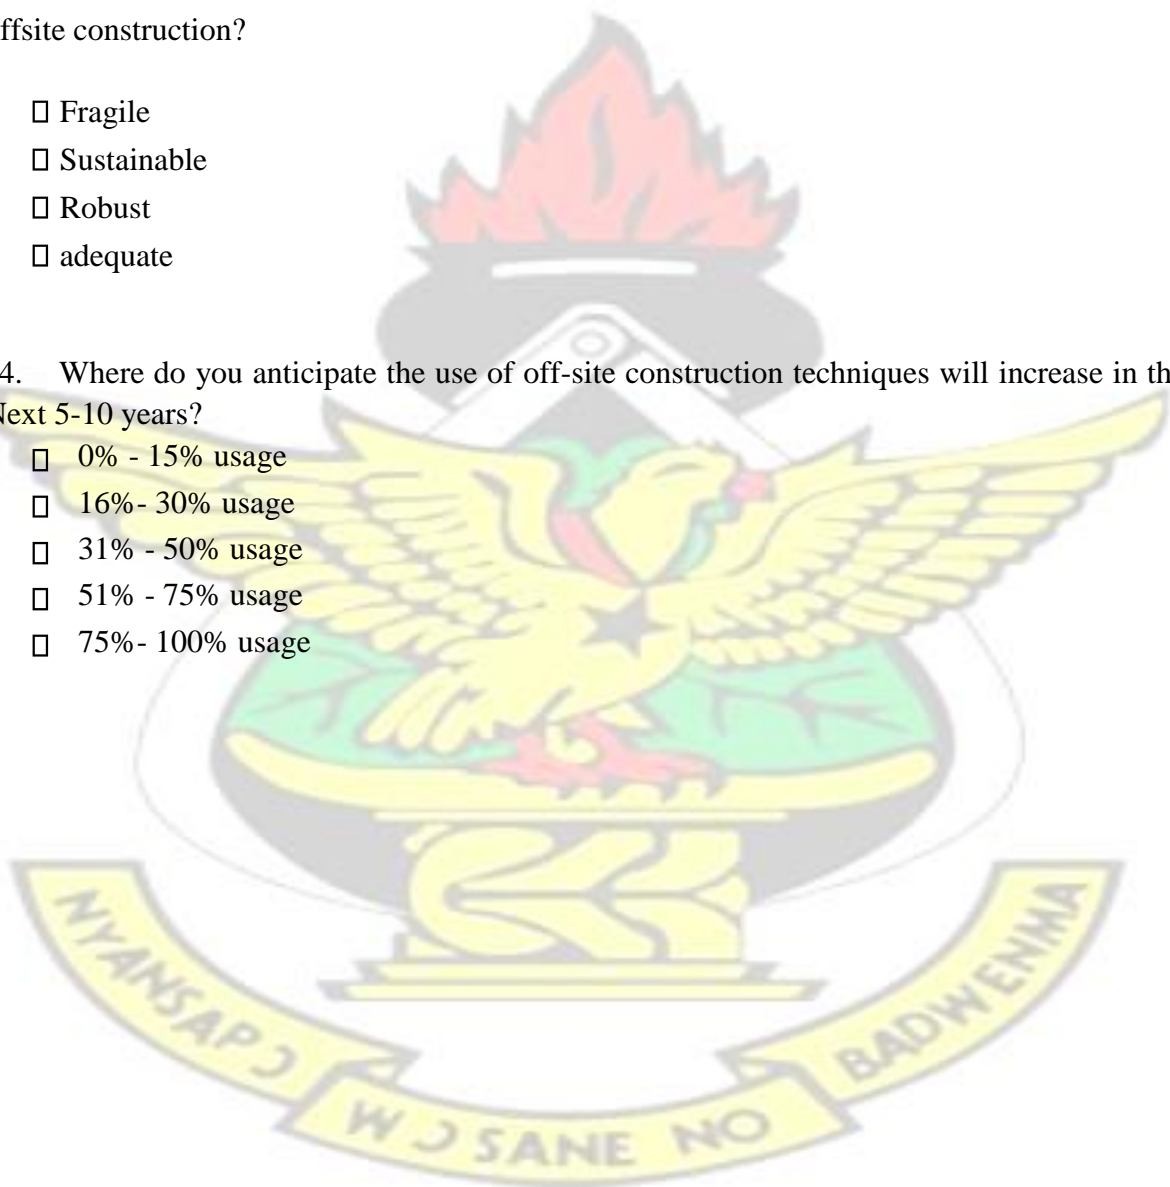 ffsite construction?
▯ Fragile
▯ Sustainable
▯ Robust
▯ adequate
4. Where do you anticipate the use of off-site construction techniques will increase in th
Next 5-10 years?
▯ 0% - 15% usage
▯ 16%- 30% usage
▯ 31% - 50% usage
▯ 51% - 75% usage
▯ 75%- 100% usage
NYANSAPƆ
WƆSANE NO
BADWENMA